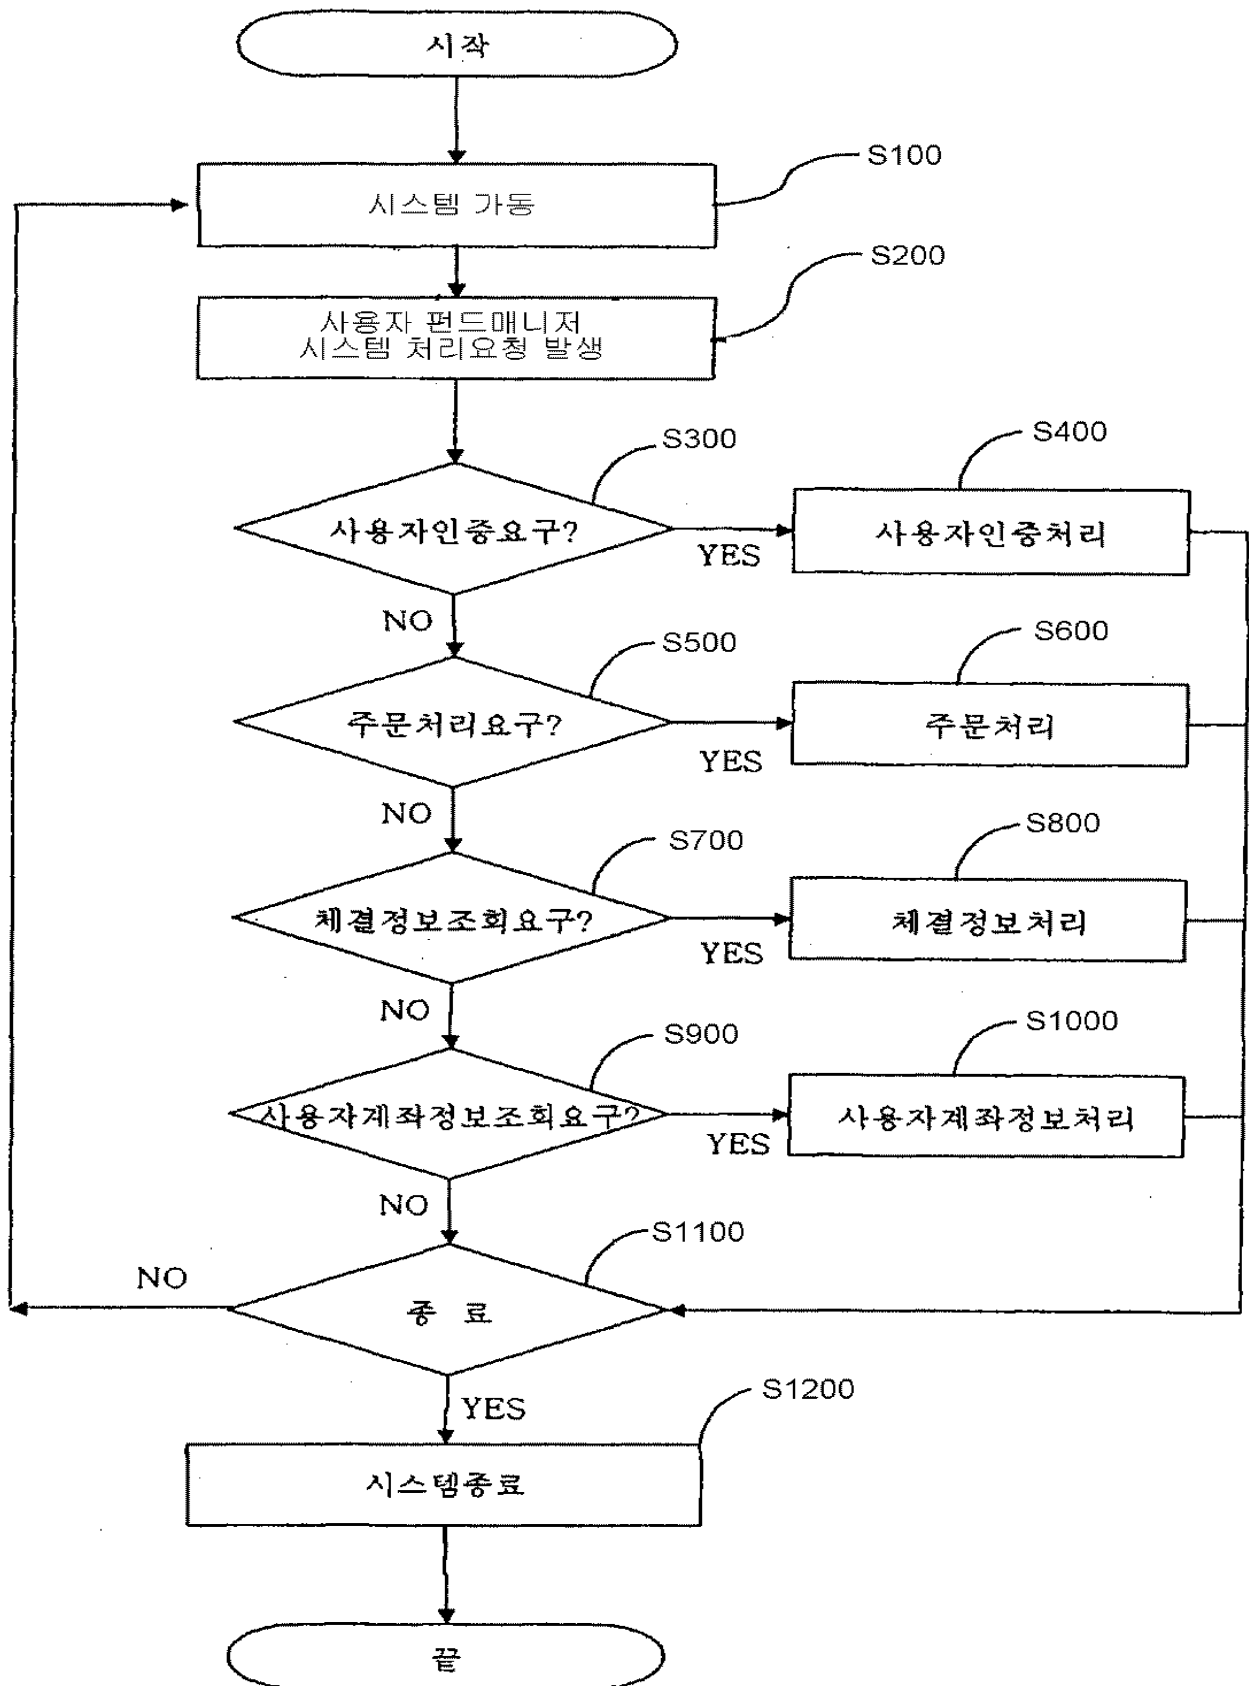 시작
S100
시스템 가동
S200
사용자 펀드매니저
시스템 처리요청 발생
S300
S400
사용자인증요구?
YES
사용자인증처리
NO
S500
S600
주문처리요구?
YES
주문처리
NO
S700
S800
체결정보조회요구?
YES
체결정보처리
NO
S900
S1000
사용자계좌정보조회요구?
YES
사용자계좌정보처리
NO
S1100
NO
종 료
YES
S1200
시스템종료
끝